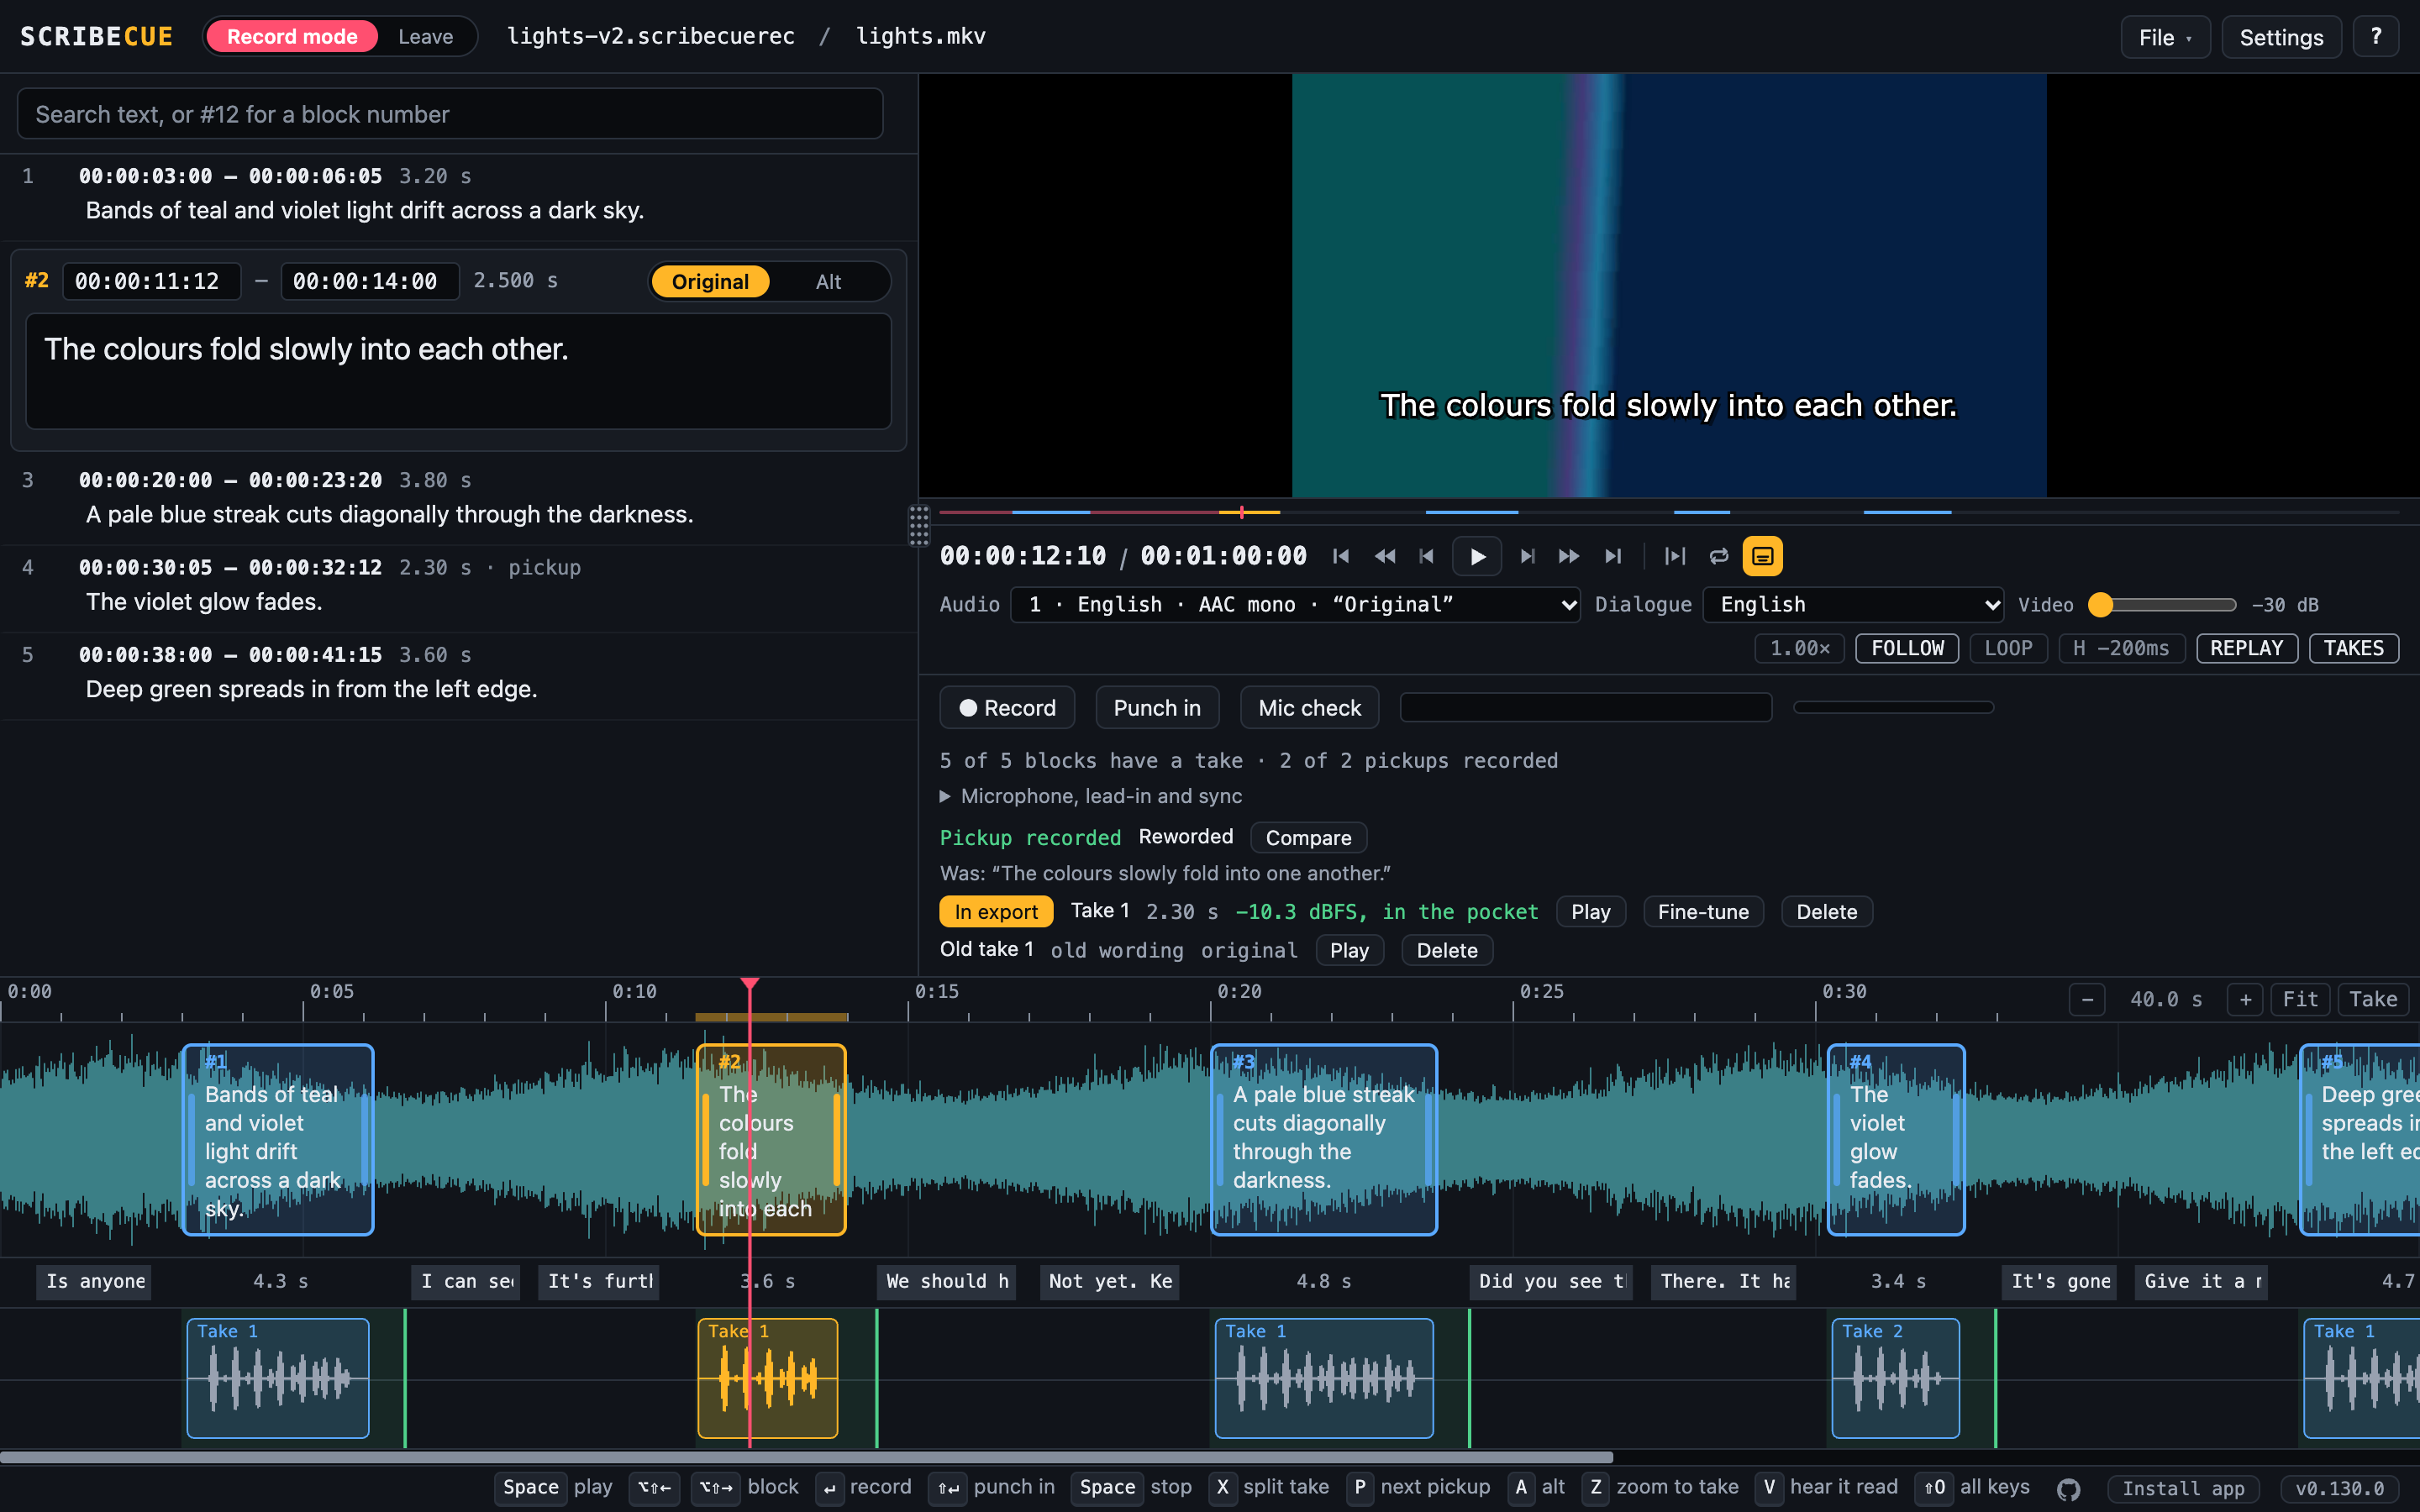 SCRIBECUE Record mode Leave lights-v2.scribecuerec / lights.mkv File Settings ?
Search text, or #12 for a block number
1 00:00:03:00 – 00:00:06:05 3.20 s
Bands of teal and violet light drift across a dark sky.
#2 00:00:11:12 – 00:00:14:00 2.500 s Original Alt
The colours fold slowly into each other.
3 00:00:20:00 – 00:00:23:20 3.80 s
A pale blue streak cuts diagonally through the darkness.
4 00:00:30:05 – 00:00:32:12 2.30 s · pickup
The violet glow fades.
5 00:00:38:00 – 00:00:41:15 3.60 s
Deep green spreads in from the left edge.
The colours fold slowly into each other.
00:00:12:10 / 00:01:00:00
Audio 1 · English · AAC mono · “Original” Dialogue English Video −30 dB
1.00× FOLLOW LOOP H −200ms REPLAY TAKES
Record Punch in Mic check
5 of 5 blocks have a take · 2 of 2 pickups recorded
Microphone, lead-in and sync
Pickup recorded Reworded Compare
Was: “The colours slowly fold into one another.”
In export Take 1 2.30 s −10.3 dBFS, in the pocket Play Fine-tune Delete
Old take 1 old wording original Play Delete
0:00 0:05 0:10 0:15 0:20 0:25 0:30 − 40.0 s + Fit Take
#1
Bands of teal
and violet
light drift
across a dark
sky.
#2
The
colours
fold
slowly
into each
#3
A pale blue streak
cuts diagonally
through the
darkness.
#4
The
violet
glow
fades.
#5
Deep gree
spreads in
the left ed
Is anyone 4.3 s I can see It's furth 3.6 s We should h Not yet. Ke 4.8 s Did you see t There. It ha 3.4 s It's gone Give it a 4.7
Take 1 Take 1 Take 1 Take 2 Take 1
Space play ⌥⇧← ⌥⇧→ block ↵ record ⇧↵ punch in Space stop X split take P next pickup A alt Z zoom to take V hear it read ⇧O all keys Install app v0.130.0